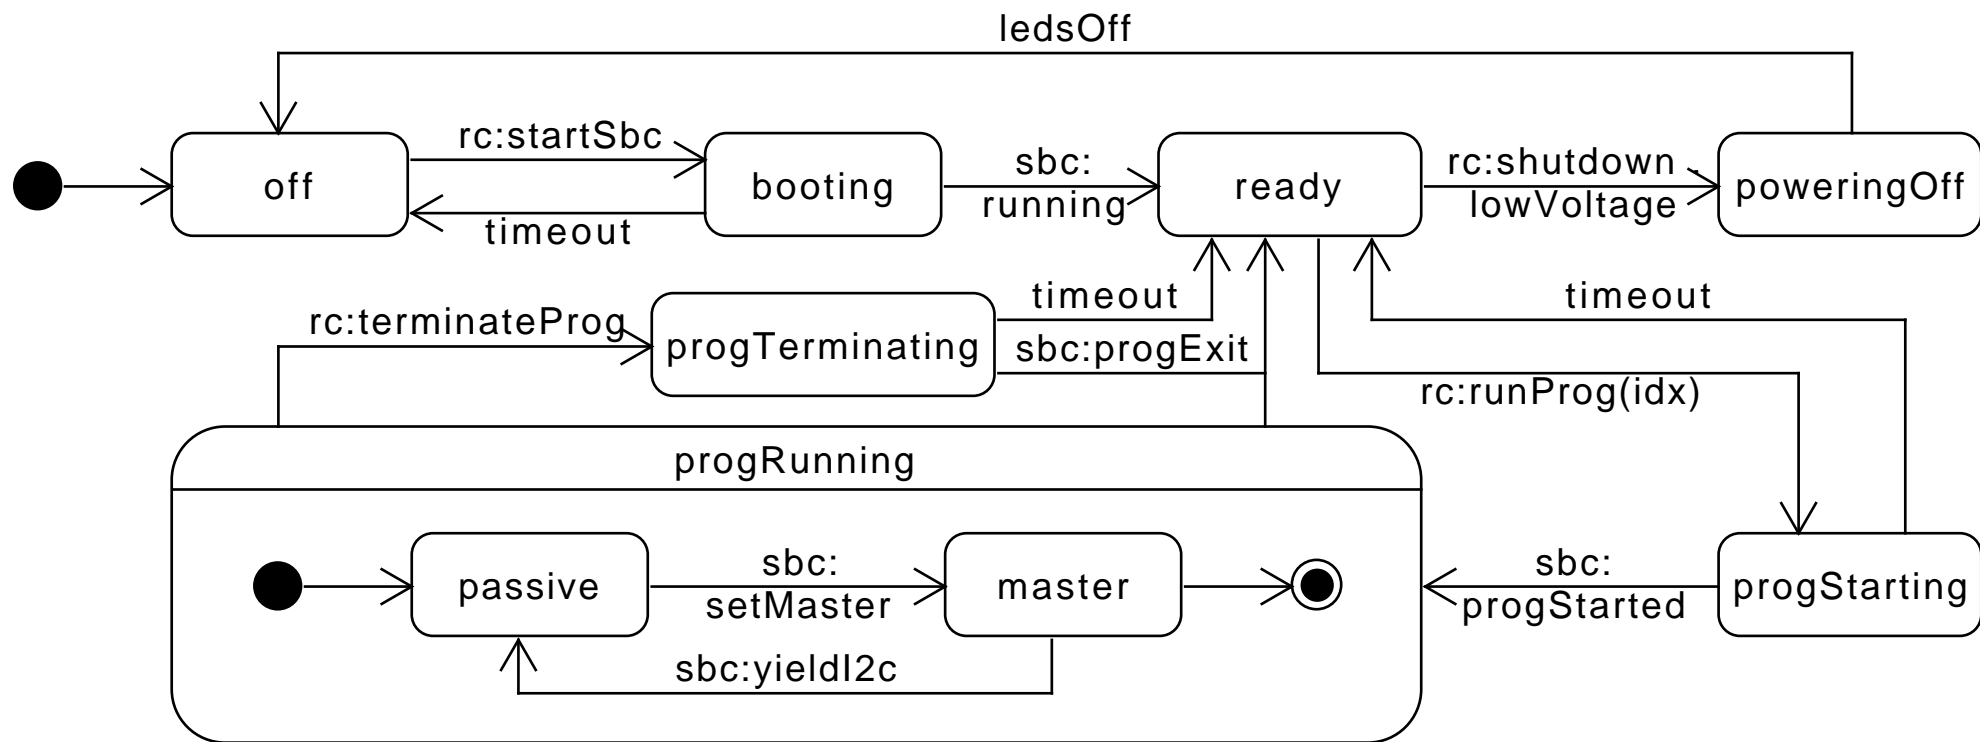 ledsOff
rc:startSbc
off
timeout
booting
sbc:
running
ready
rc:shutdown
lowVoltage
poweringOff
rc:terminateProg
progTerminating
timeout
sbc:progExit
timeout
rc:runProg(idx)
progRunning
passive
sbc:
setMaster
master
sbc:yieldI2c
sbc:
progStarted
progStarting